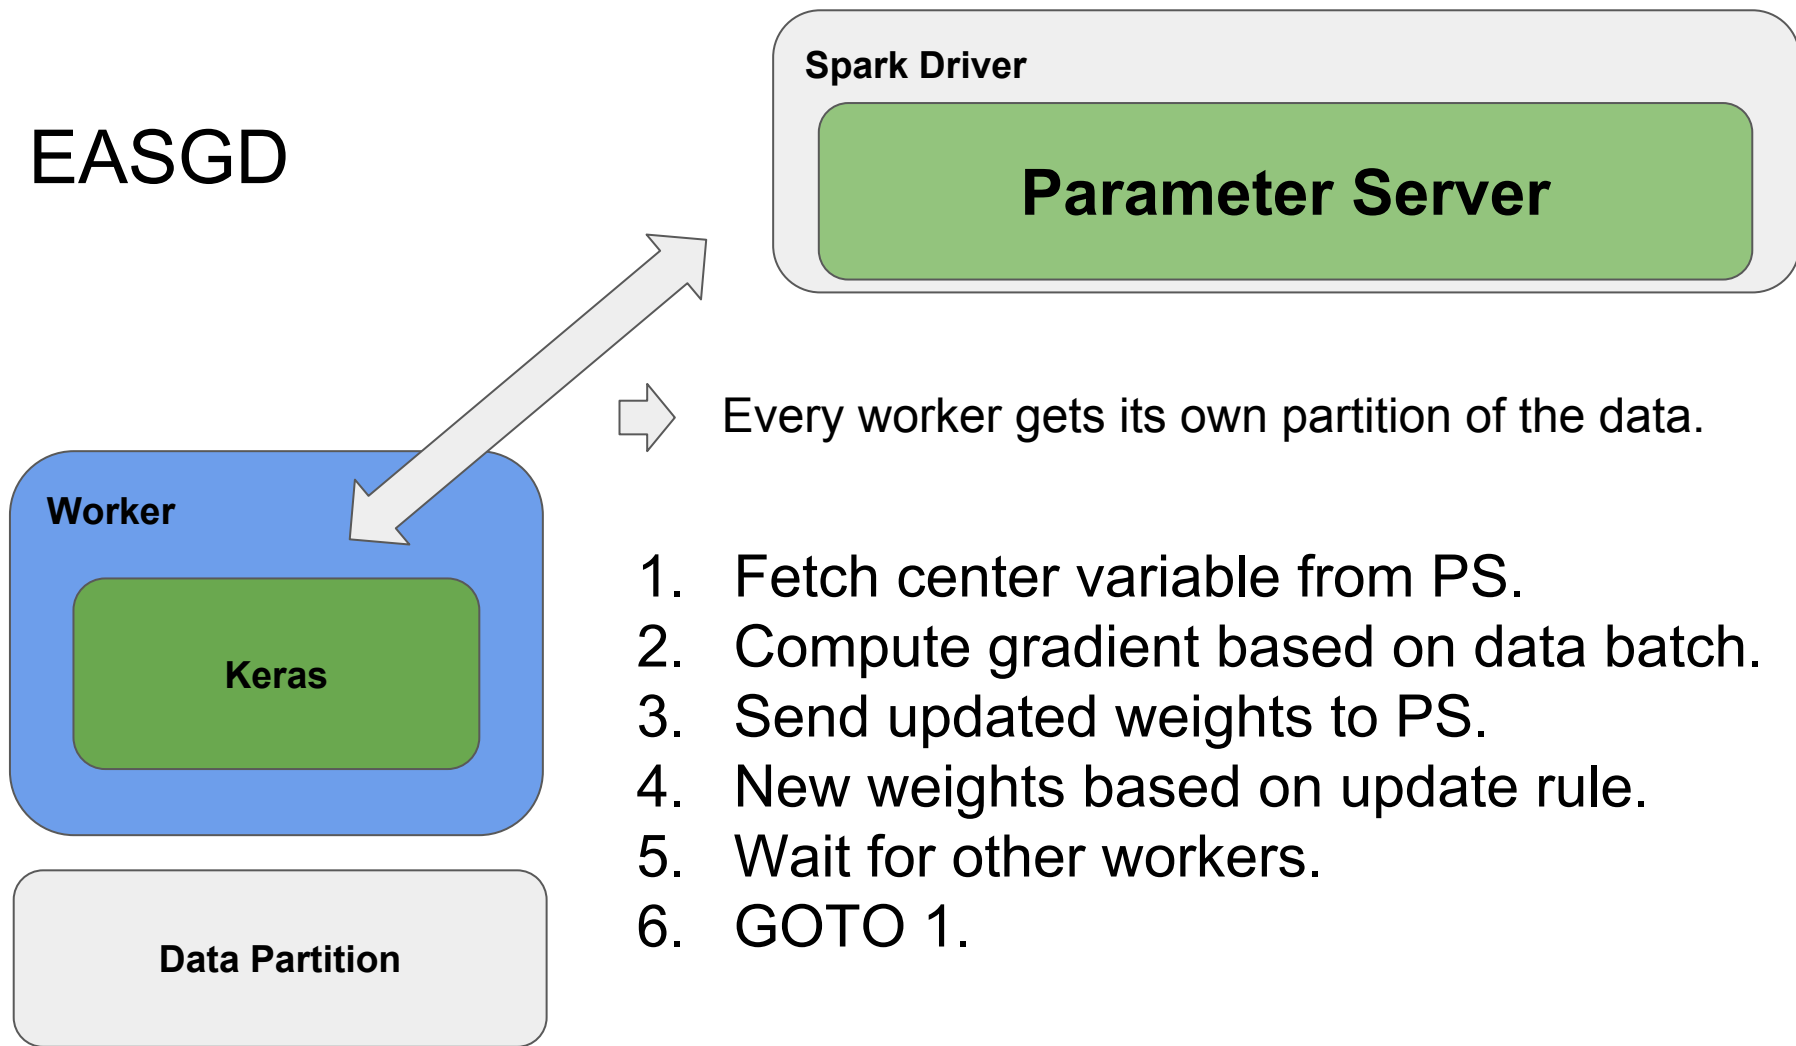 EASGD
Spark Driver
Parameter Server
Every worker gets its own partition of the data.
Worker
Keras
Data Partition
1. Fetch center variable from PS.
2. Compute gradient based on data batch.
3. Send updated weights to PS.
4. New weights based on update rule.
5. Wait for other workers.
6. GOTO 1.